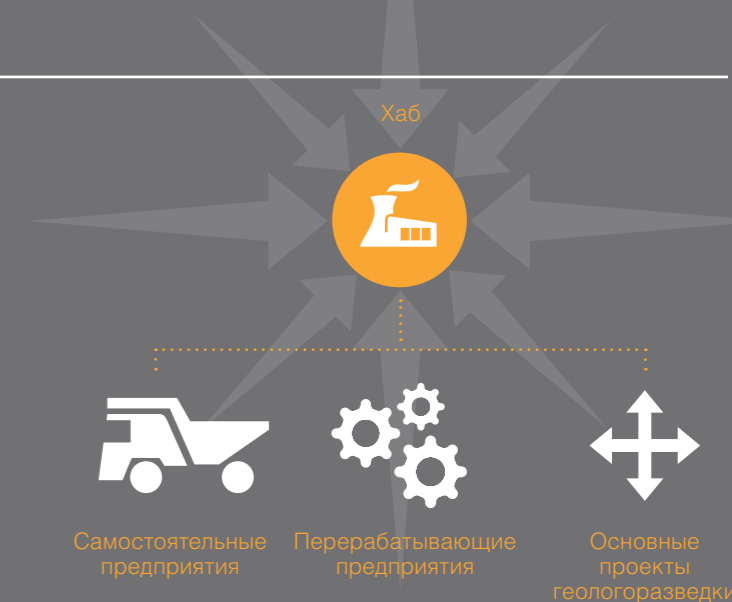 Хаб
Самостоятельные
предприятия
Перерабатывающие
предприятия
Основные
проекты
геологоразведки